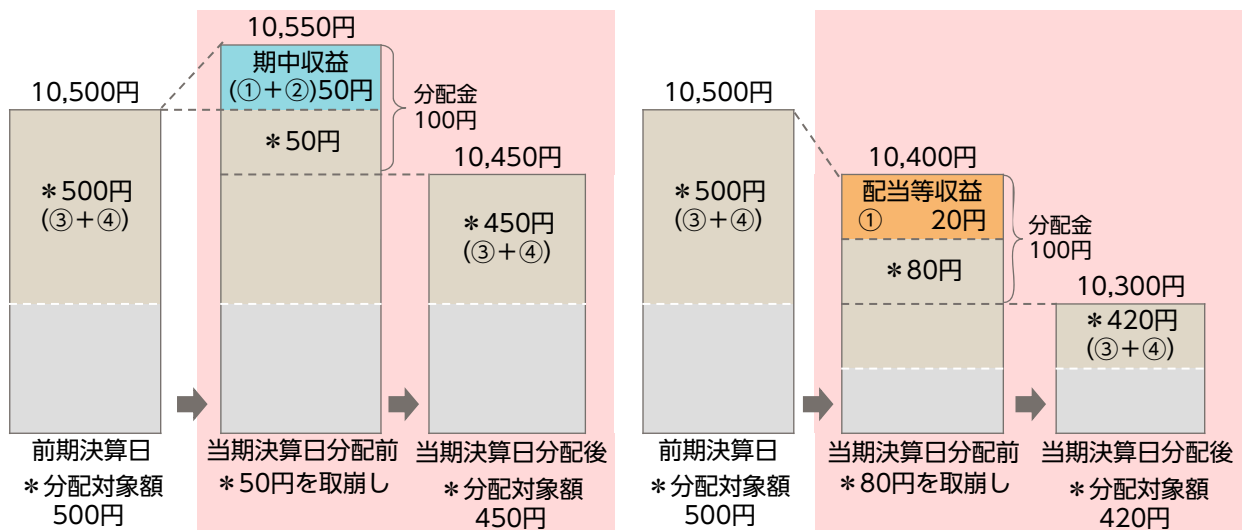 10,500円
＊500円
(③＋④)
前期決算日
＊分配対象額
500円
10,550円
期中収益
(①＋②)50円
＊50円
分配金
100円
当期決算日分配前
＊50円を取崩し
10,450円
＊450円
(③＋④)
当期決算日分配後
＊分配対象額
450円
10,500円
＊500円
(③＋④)
前期決算日
＊分配対象額
500円
10,400円
配当等収益
① 20円
＊80円
分配金
100円
当期決算日分配前
＊80円を取崩し
10,300円
＊420円
(③＋④)
当期決算日分配後
＊分配対象額
420円